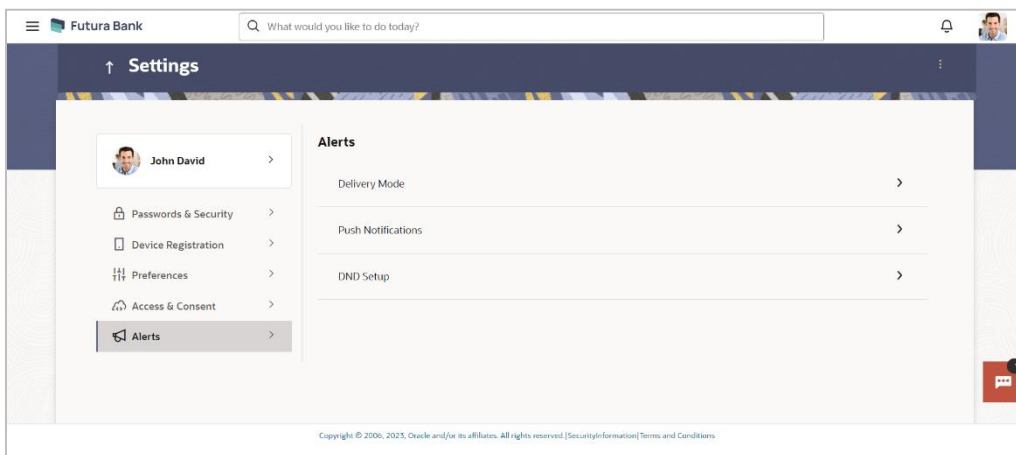 Futura Bank
What would you like to do today?
Settings
John David
Passwords & Security
Device Registration
Preferences
Access & Consent
Alerts
Alerts
Delivery Mode
Push Notifications
DND Setup
Copyright © 2006, 2023, Oracle and/or its affiliates. All rights reserved.|SecurityInformation|Terms and Conditions